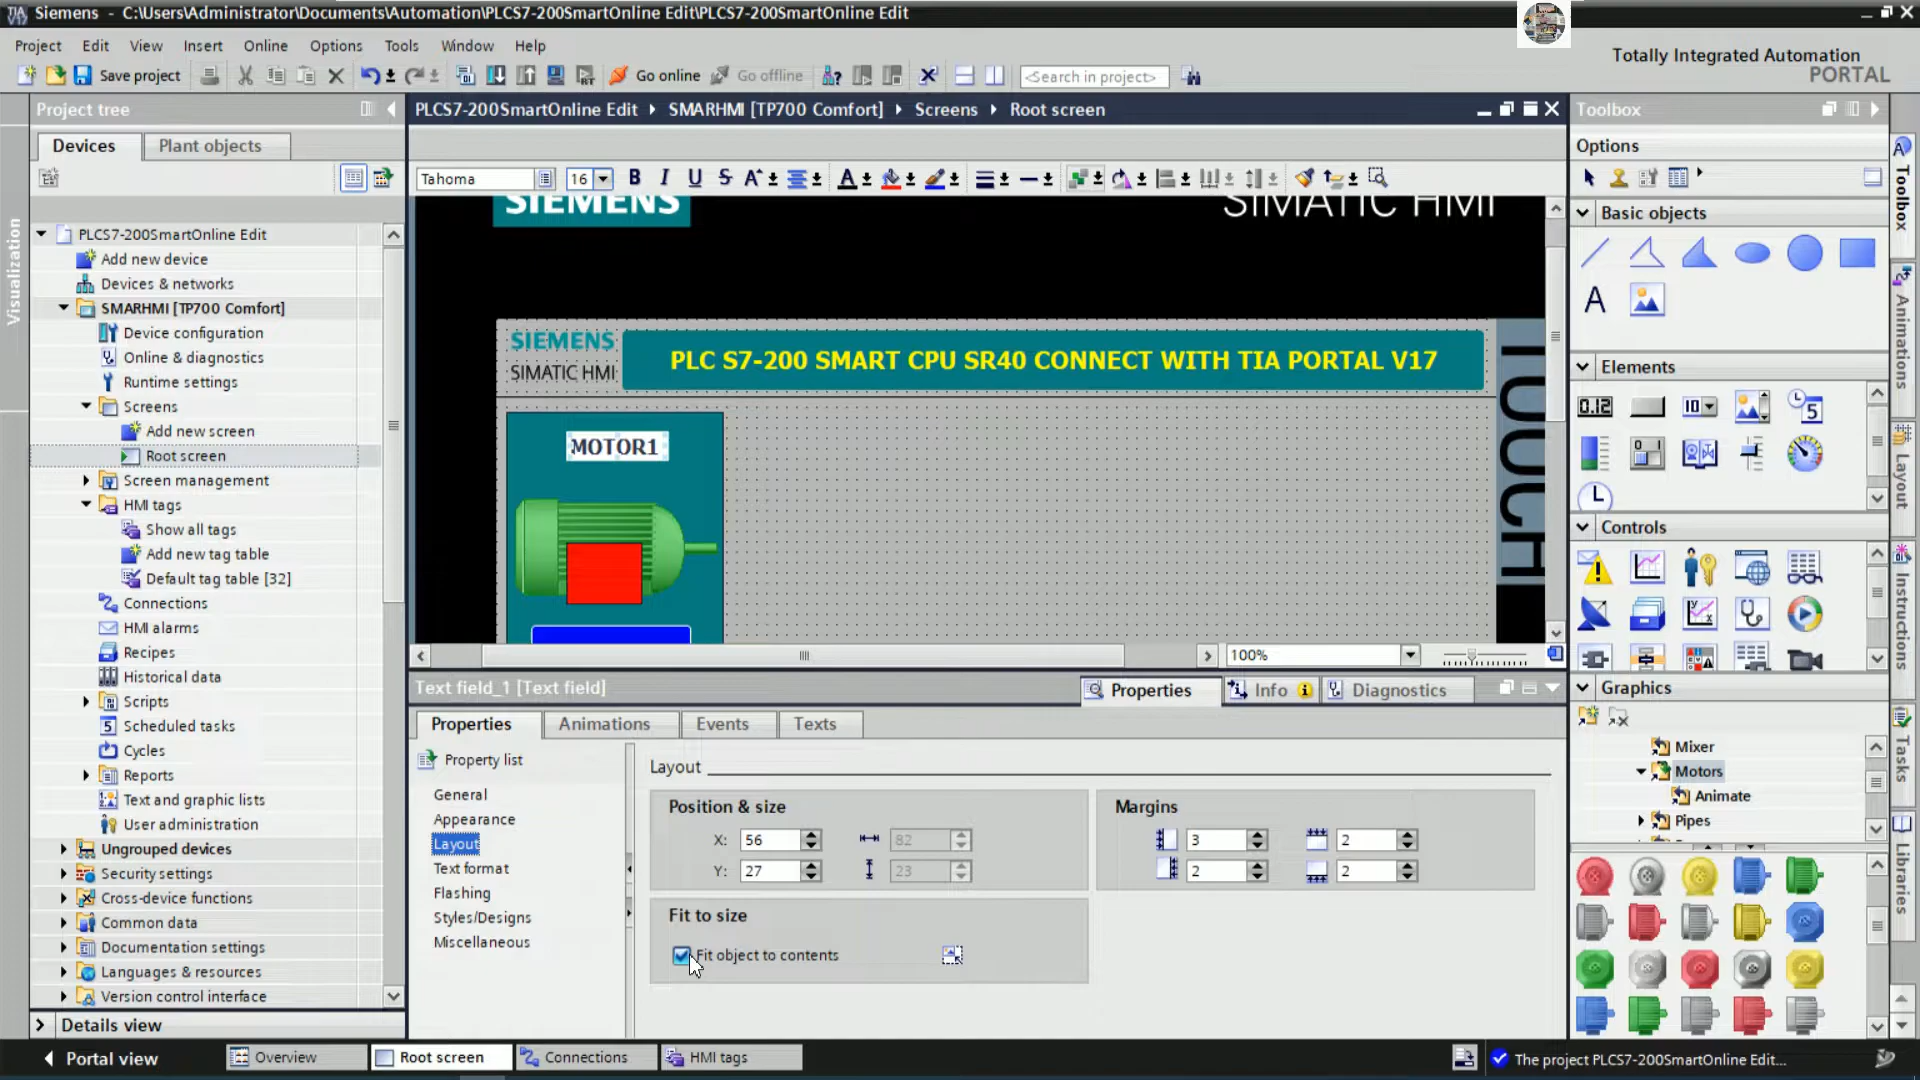 Siemens - C:\Users\Administrator\Documents\Automation\PLCS7-200SmartOnline Edit\PLCS7-200SmartOnline Edit
Project Edit View Insert Online Options Tools Window Help
Totally Integrated Automation
PORTAL
Save project
Go online
Go offline
<Search in project>
Project tree
Devices
Plant objects
Visualization
PLCS7-200SmartOnline Edit
Add new device
Devices & networks
SMARHMI [TP700 Comfort]
Device configuration
Online & diagnostics
Runtime settings
Screens
Add new screen
Root screen
Screen management
HMI tags
Show all tags
Add new tag table
Default tag table [32]
Connections
HMI alarms
Recipes
Historical data
Scripts
Scheduled tasks
Cycles
Reports
Text and graphic lists
User administration
Ungrouped devices
Security settings
Cross-device functions
Common data
Documentation settings
Languages & resources
Version control interface
Details view
PLCS7-200SmartOnline Edit SMARHMI [TP700 Comfort] Screens Root screen
Tahoma 16 B I U S A A
SIEMENS
SIMATIC HMI
SIEMENS
SIMATIC HMI
PLC S7-200 SMART CPU SR40 CONNECT WITH TIA PORTAL V17
TOUCH
MOTOR1
100%
Text field_1 [Text field]
Properties
Info
Diagnostics
Properties Animations Events Texts
Property list
General
Appearance
Layout
Text format
Flashing
Styles/Designs
Miscellaneous
Layout
Position & size
X: 56 82
Y: 27 23
Margins
3 2
2 2
Fit to size
Fit object to contents
Toolbox
Options
Basic objects
A
Elements
0.12
10
5
Controls
Graphics
Mixer
Motors
Animate
Pipes
Toolbox
Animations
Layout
Instructions
Tasks
Libraries
Portal view
Overview
Root screen
Connections
HMI tags
The project PLCS7-200SmartOnline Edit...